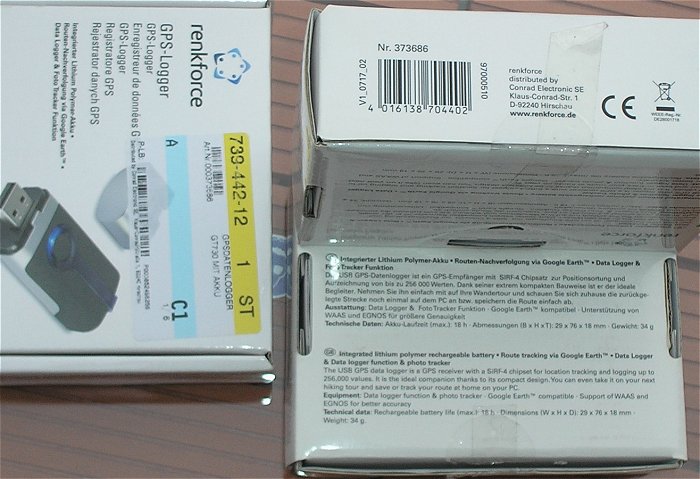 renkforce
GPS-Logger
GPS-Logger
Enregistreur de données G
GPS-Logger
Registratore GPS
Rejestrator danych GPS
Integrierter Lithium Polymer-Akku •
Routen-Nachverfolgung via Google Earth™ •
Data Logger & Foto Tracker Funktion
739-442-12 1 ST
Art.Nr. 000373686
GPSDATENLOGGER
GT730 MIT AKKU
A
C1
1 / 6
P-LB
Nr. 373686
V1_0717_02
4 016138 704402
97000510
renkforce
distributed by
Conrad Electronic SE
Klaus-Conrad-Str. 1
D-92240 Hirschau
www.renkforce.de
CE
WEEE-Reg.-Nr.
DE28001718
Integrierter Lithium Polymer-Akku • Routen-Nachverfolgung via Google Earth™ • Data Logger &
Foto Tracker Funktion
USB GPS-Datenlogger ist ein GPS-Empfänger mit SIRF-4 Chipsatz zur Positionsortung und
Aufzeichnung von bis zu 256 000 Werten. Dank seiner extrem kompakten Bauweise ist er der ideale
Begleiter. Nehmen Sie ihn einfach mit auf Ihre Wandertour und schauen Sie sich zuhause die zurückge-
legte Strecke noch einmal auf dem PC an bzw. speichern die Route einfach ab.
Ausstattung: Data Logger & Foto Tracker Funktion · Google Earth™ kompatibel · Unterstützung von
WAAS und EGNOS für größere Genauigkeit
Technische Daten: Akku-Laufzeit (max.): 18 h · Abmessungen (B x H x T): 29 x 76 x 18 mm · Gewicht: 34 g
GB Integrated lithium polymer rechargeable battery • Route tracking via Google Earth™ • Data Logger
& Data logger function & photo tracker
The USB GPS data logger is a GPS receiver with a SIRF-4 chipset for location tracking and logging up to
256,000 values. It is the ideal companion thanks to its compact design. You can even take it on your next
hiking tour and save or track your route at home on your PC.
Equipment: Data logger function & photo tracker · Google Earth™ compatible · Support of WAAS and
EGNOS for better accuracy
Technical data: Rechargeable battery life (max.): 18 h · Dimensions (W x H x D): 29 x 76 x 18 mm ·
Weight: 34 g.